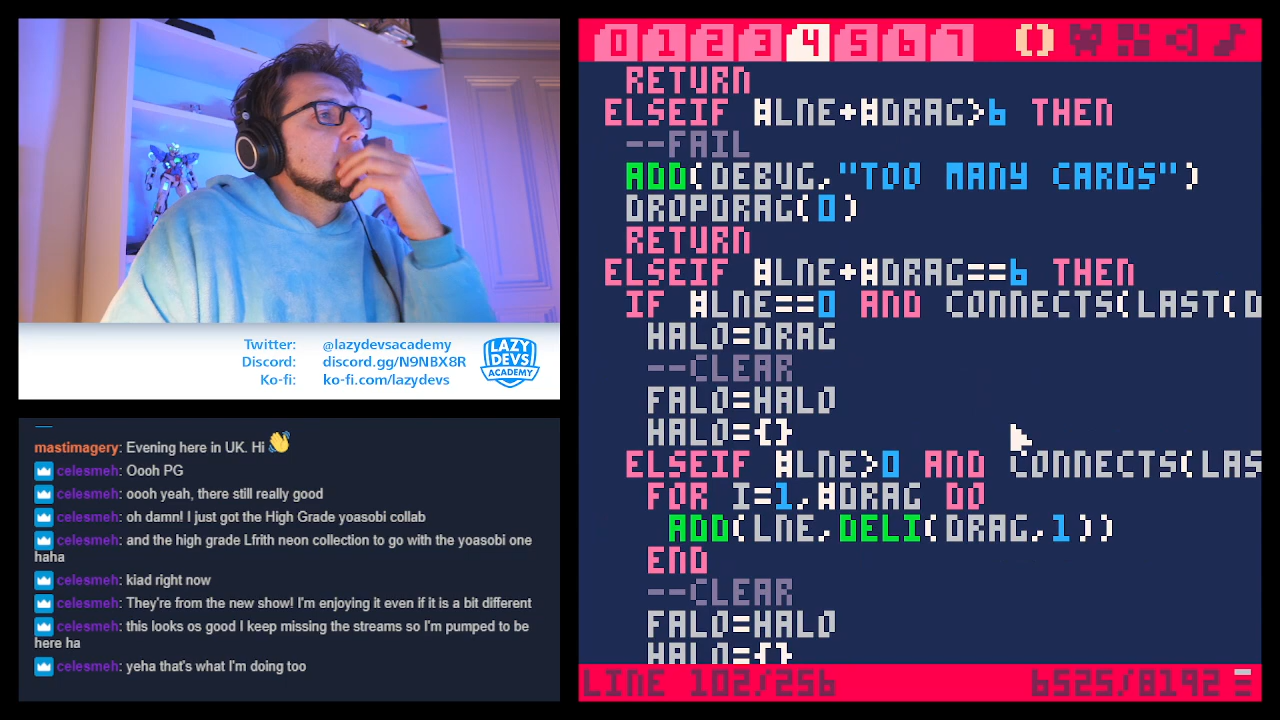 0 1 2 3 4 5 6 7 ()
RETURN
ELSEIF #LNE+#DRAG>6 THEN
--FAIL
ADD(DEBUG,"TOO MANY CARDS")
DROPDRAG(0)
RETURN
ELSEIF #LNE+#DRAG==6 THEN
IF #LNE==0 AND CONNECTS(LAST(D
HALO=DRAG
--CLEAR
FALO=HALO
HALO={}
ELSEIF #LNE>0 AND CONNECTS(LAS
FOR I=1,#DRAG DO
ADD(LNE,DELI(DRAG,1))
END
--CLEAR
FALO=HALO
HALO={}
LINE 102/256 6525/8192
Twitter: @lazydevsacademy
Discord: discord.gg/N9NBX8R
Ko-fi: ko-fi.com/lazydevs
LAZY
DEVS
ACADEMY
mastimagery: Evening here in UK. Hi 👋
celesmeh: Oooh PG
celesmeh: oooh yeah, there still really good
celesmeh: oh damn! I just got the High Grade yoasobi collab
celesmeh: and the high grade Lfrith neon collection to go with the yoasobi one
haha
celesmeh: kiad right now
celesmeh: They're from the new show! I'm enjoying it even if it is a bit different
celesmeh: this looks os good I keep missing the streams so I'm pumped to be
here ha
celesmeh: yeha that's what I'm doing too